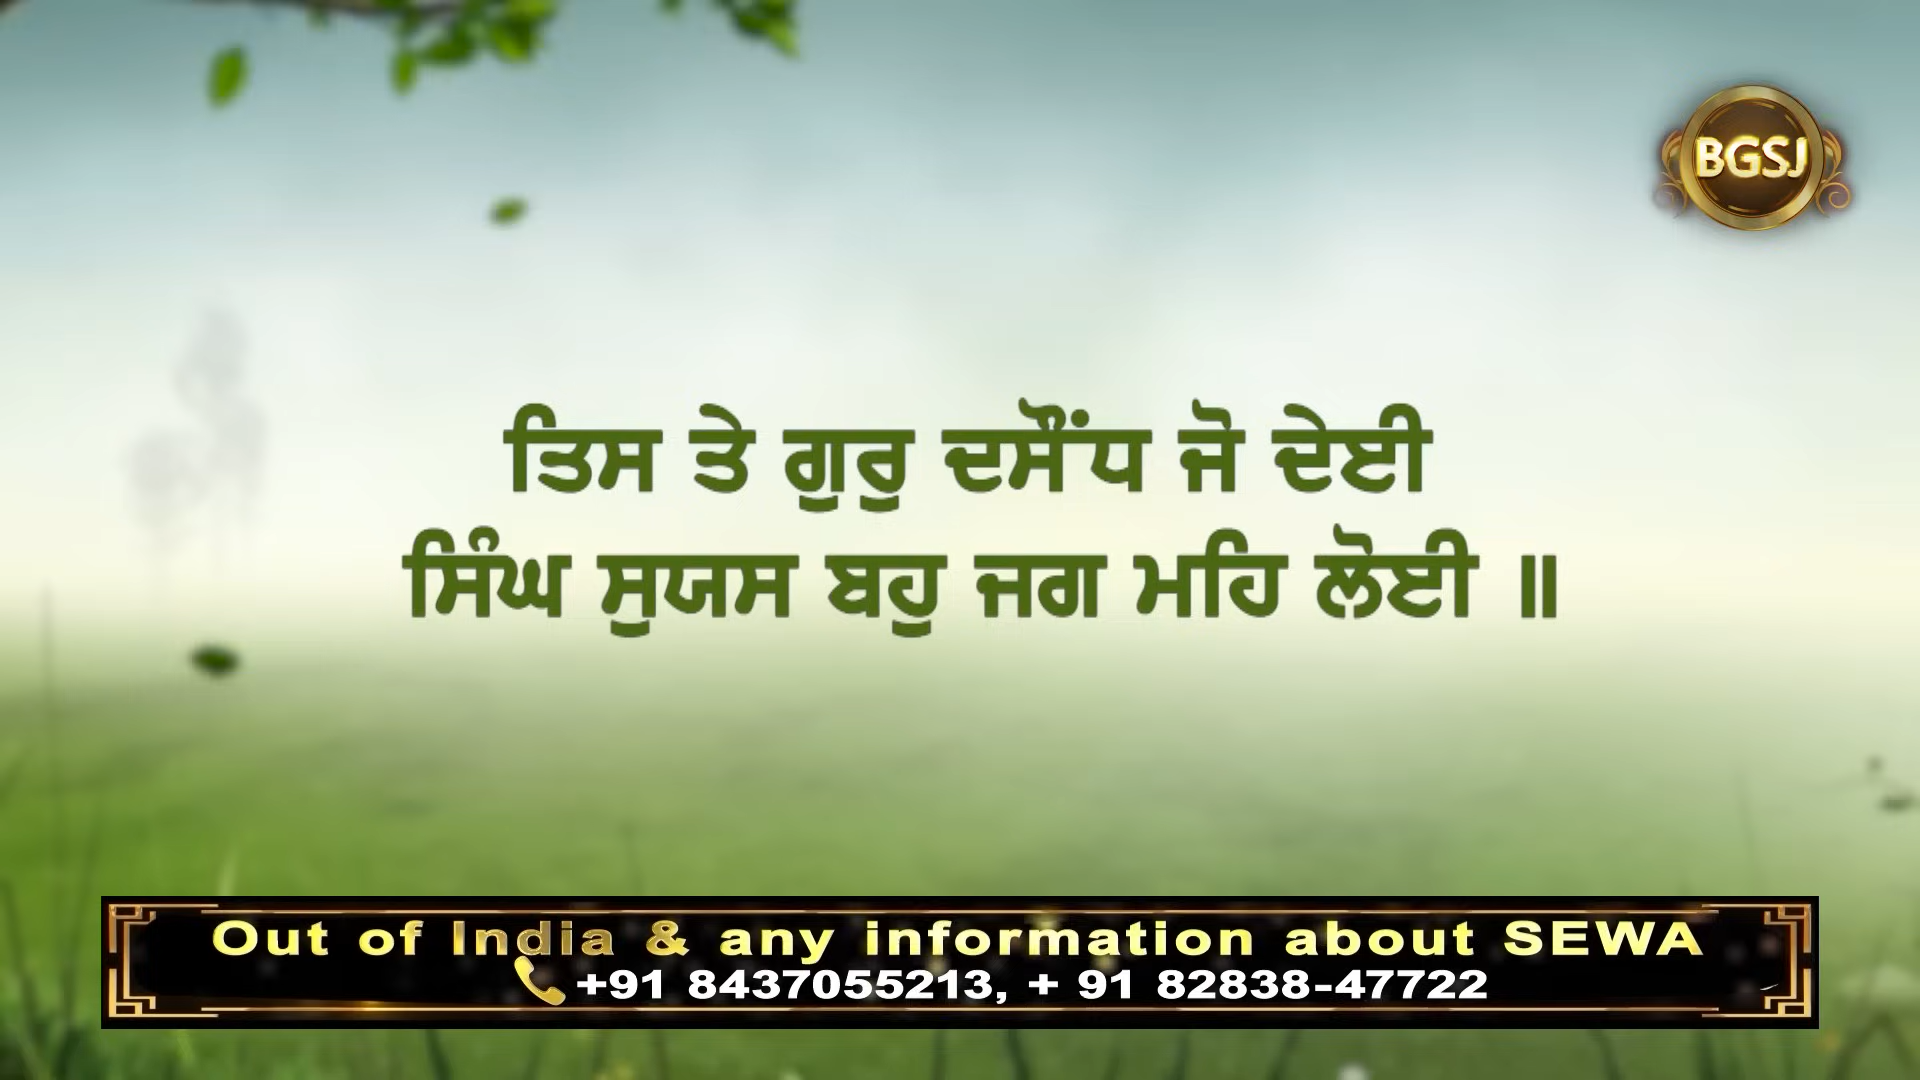 BGSJ
ਤਿਸ ਤੇ ਗੁਰੁ ਦਸੌਂਧ ਜੋ ਦੇਈ
ਸਿੰਘ ਸੁਯਸ ਬਹੁ ਜਗ ਮਹਿ ਲੋਈ ॥
Out of India & any information about SEWA
+91 8437055213, + 91 82838-47722